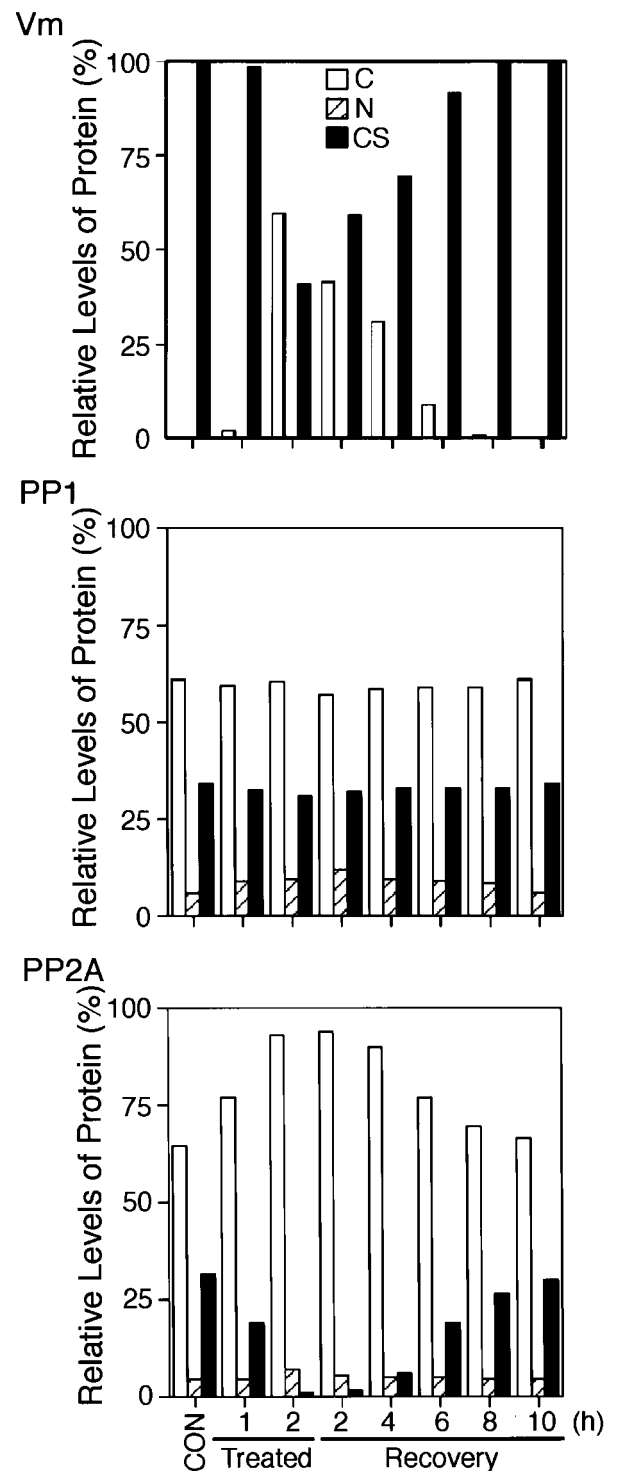 Vm
Relative Levels of Protein (%)
100
75
50
25
0
C
N
CS
PP1
Relative Levels of Protein (%)
100
75
50
25
0
PP2A
Relative Levels of Protein (%)
100
75
50
25
0
CON 1 2 2 4 6 8 10 (h)
Treated Recovery